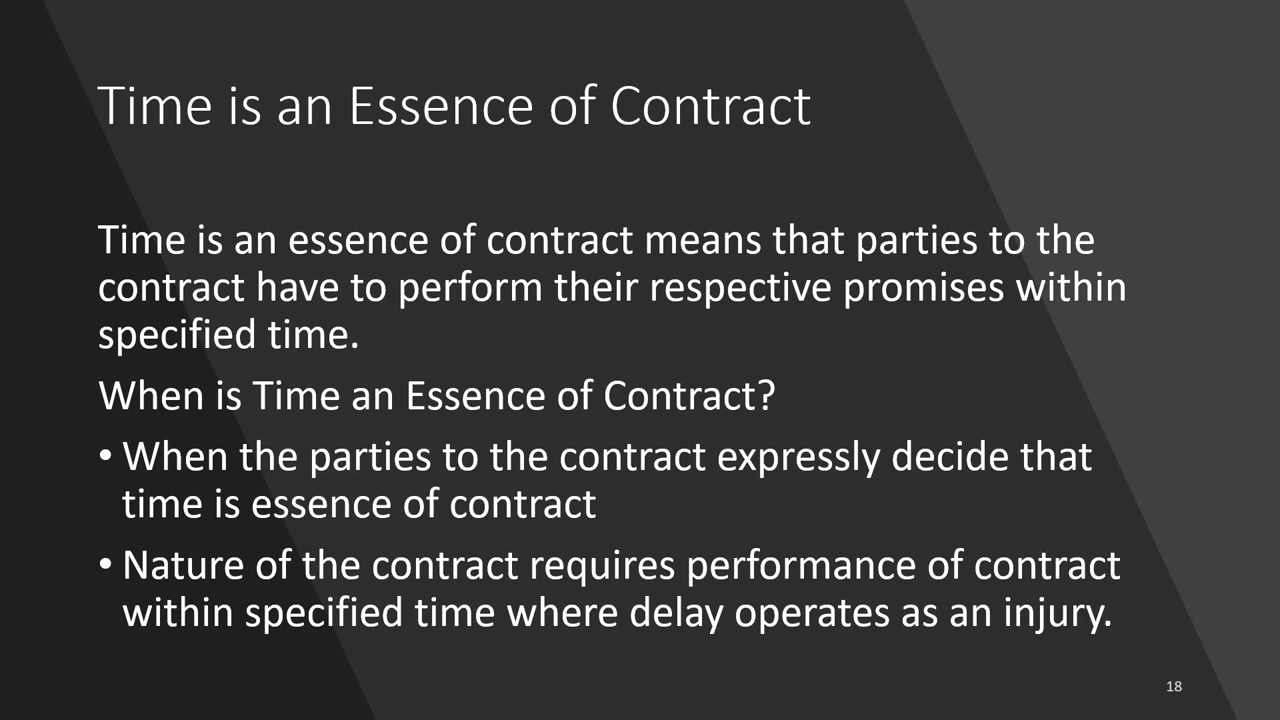 Time is an Essence of Contract
Time is an essence of contract means that parties to the
contract have to perform their respective promises within
specified time.
When is Time an Essence of Contract?
• When the parties to the contract expressly decide that
time is essence of contract
• Nature of the contract requires performance of contract
within specified time where delay operates as an injury.
18